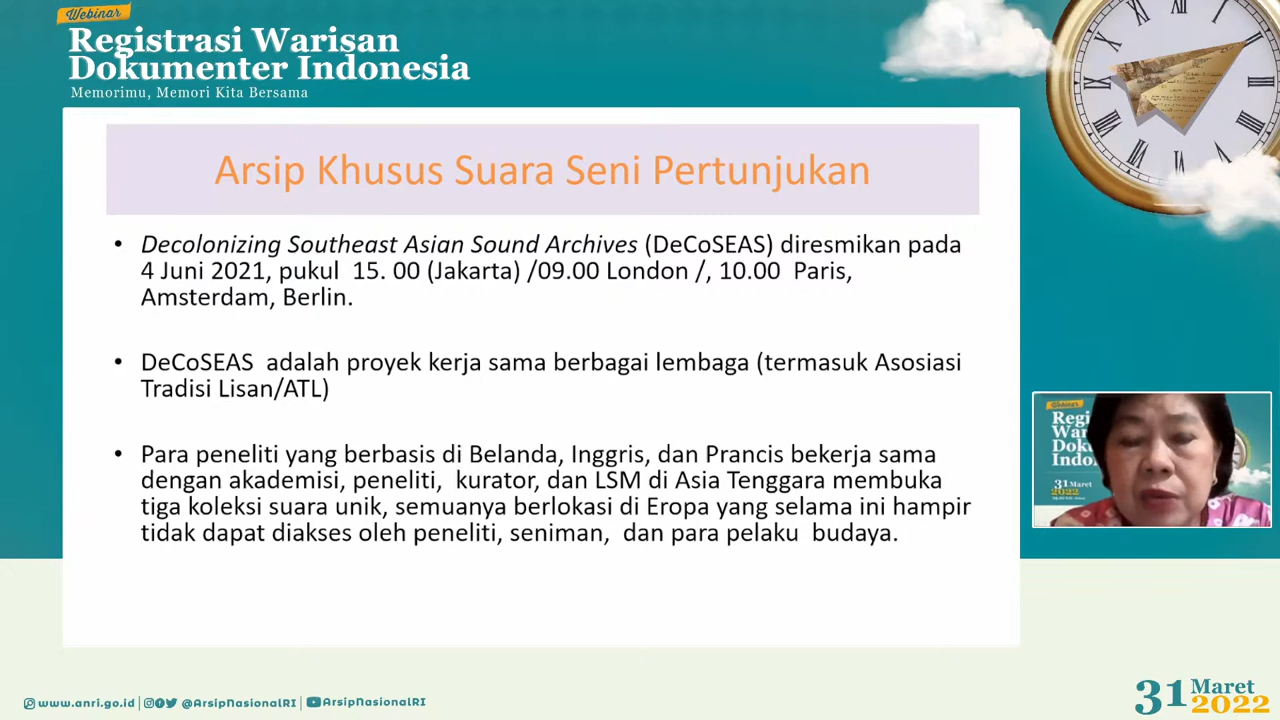 Webinar
Registrasi Warisan
Dokumenter Indonesia
Memorimu, Memori Kita Bersama
Arsip Khusus Suara Seni Pertunjukan
• Decolonizing Southeast Asian Sound Archives (DeCoSEAS) diresmikan pada
4 Juni 2021, pukul 15. 00 (Jakarta) /09.00 London /, 10.00 Paris,
Amsterdam, Berlin.
• DeCoSEAS adalah proyek kerja sama berbagai lembaga (termasuk Asosiasi
Tradisi Lisan/ATL)
• Para peneliti yang berbasis di Belanda, Inggris, dan Prancis bekerja sama
dengan akademisi, peneliti, kurator, dan LSM di Asia Tenggara membuka
tiga koleksi suara unik, semuanya berlokasi di Eropa yang selama ini hampir
tidak dapat diakses oleh peneliti, seniman, dan para pelaku budaya.
Webinar
31 Maret
2022
www.anri.go.id | @ArsipNasionalRI | ArsipNasionalRI
31 Maret
2022